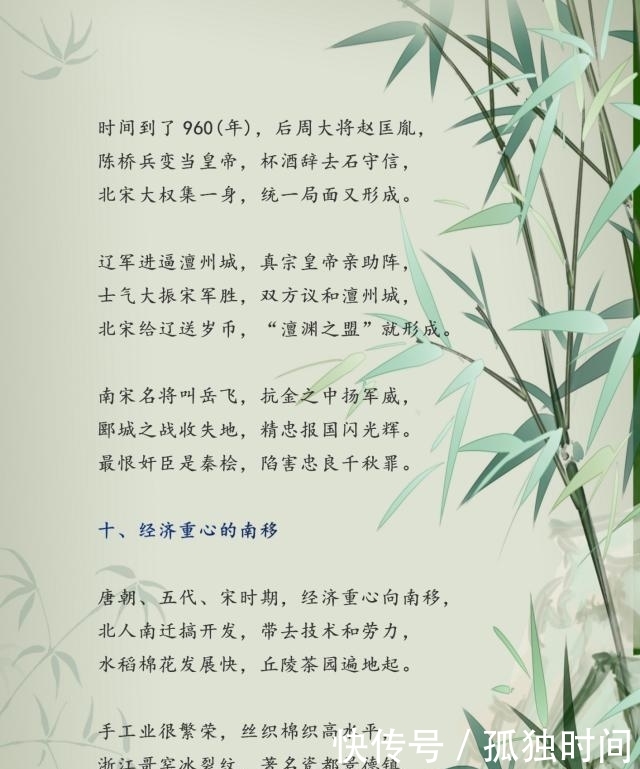 时间到了960(年)，后周大将赵匡胤，
陈桥兵变当皇帝，杯酒辞去石守信，
北宋大权集一身，统一局面又形成。
辽军进逼澶州城，真宗皇帝亲助阵，
士气大振宋军胜，双方议和澶州城，
北宋给辽送岁币，“澶渊之盟”就形成。
南宋名将叫岳飞，抗金之中扬军威，
郾城之战收失地，精忠报国闪光辉。
最恨奸臣是秦桧，陷害忠良千秋罪。
十、经济重心的南移
唐朝、五代、宋时期，经济重心向南移，
北人南迁搞开发，带去技术和劳力，
水稻棉花发展快，丘陵茶园遍地起。
手工业很繁荣，丝织棉织高水平，
浙江哥窑冰裂纹，著名瓷都景德镇
快传号 / 孤独时间